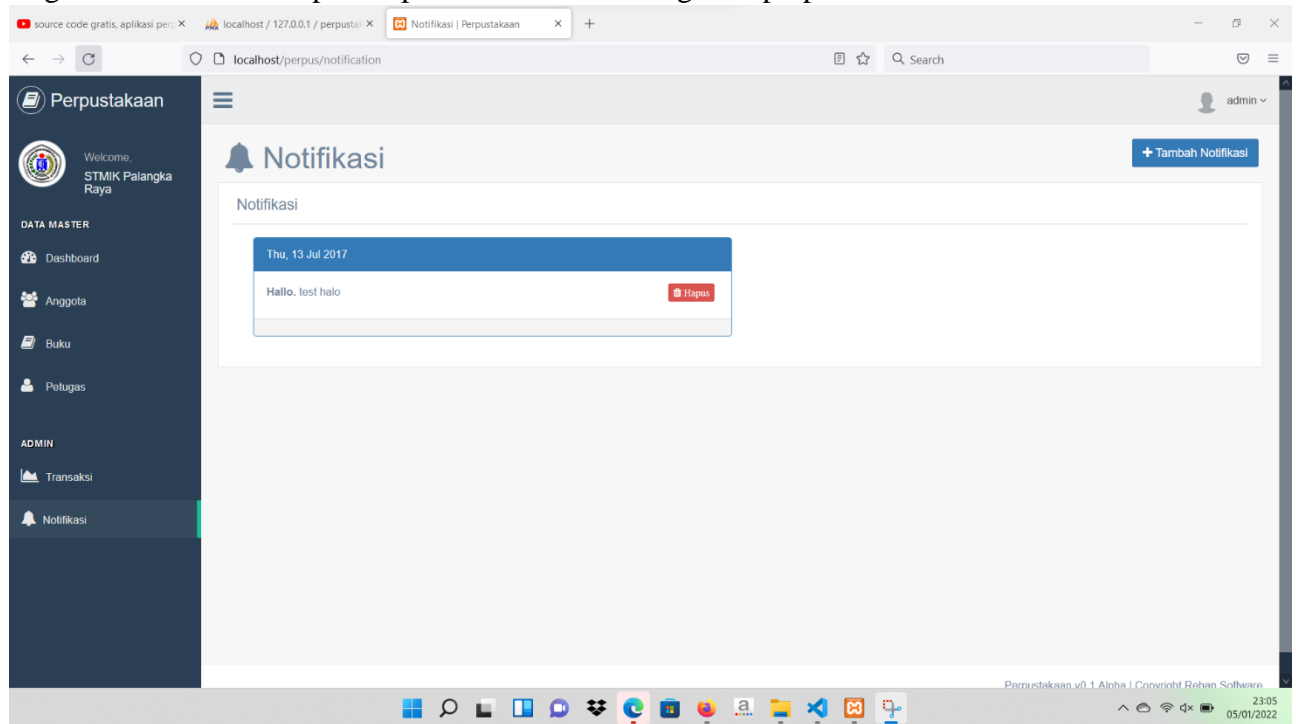 source code gratis, aplikasi per
localhost / 127.0.0.1 / perpusta
Notifikasi | Perpustakaan
localhost/perpus/notification
Search
Perpustakaan
admin
Welcome,
STMIK Palangka
Raya
Notifikasi
+ Tambah Notifikasi
Notifikasi
DATA MASTER
Dashboard
Anggota
Buku
Petugas
ADMIN
Transaksi
Notifikasi
Thu, 13 Jul 2017
Hallo. test halo
Hapus
Perpustakaan v0.1 Alpha | Copyright Rehan Software
23:05
05/01/2022